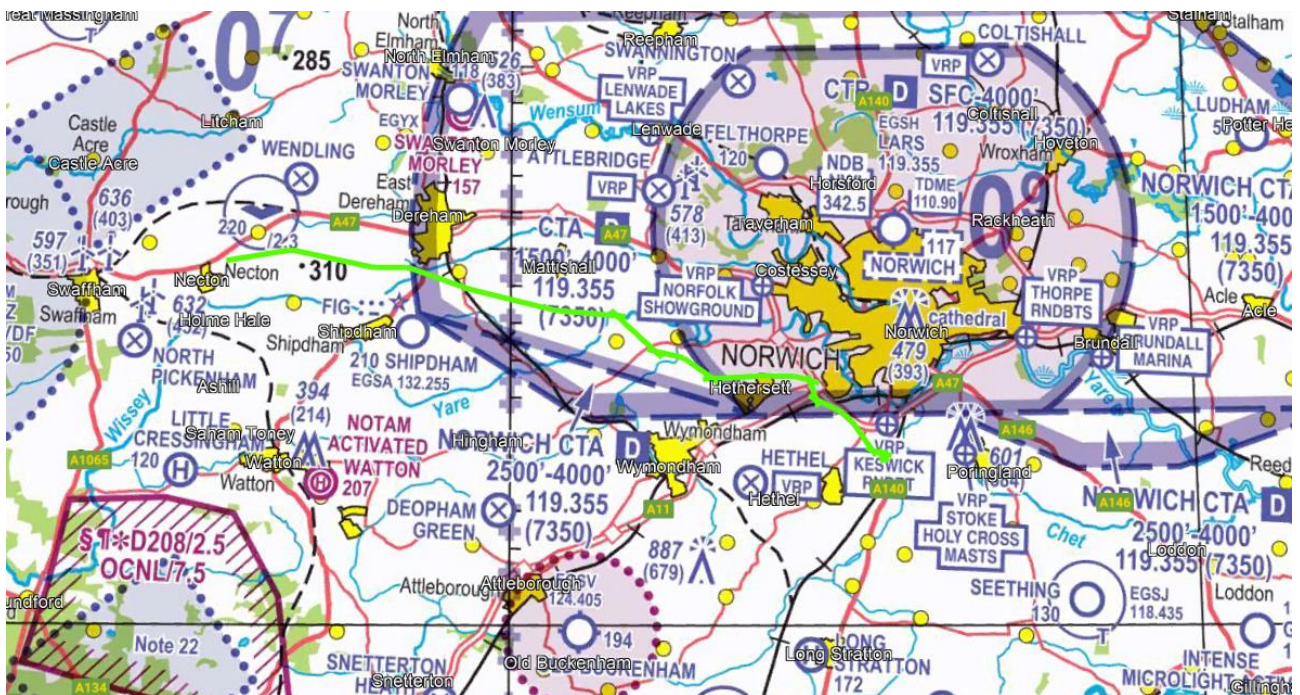 reat Massingham
North
Elmham
North Elmham
Reepham
Reepham
Stalham
Stalham
COLTISHALL
SWANNINGTON
285
118
(383)
SWANTON
MORLEY
EGYX
Swanton Morley
MORLEY
157
VRP
LENWADE
LAKES
Lenwade
Wensum
VRP
CTR
D
A140
SFC-4000'
119.355
(7350)
Coltishall
LUDHAM
Castle
Acre
Castle Acre
Litcham
WENDLING
ATTLEBRIDGE
VRP
FELTHORPE
120
EGSH
LARS
119.355
NDB
342.5
TDME
110.90
Horsford
Wroxham
Hoveton
Rackheath
NORWICH CTA
1500'-4000'
119.355
(7350)
636
(403)
597
(351)
Swaffham
Swaffham
East
Dereham
Dereham
A47
220
Necton
Necton
310
CTA
D
A47
1500'-4000'
Mattishall
119.355
(7350)
578
(413)
Taverham
Costessey
117
NORWICH
VRP
NORFOLK
SHOWGROUND
VRP
THORPE
RNDBTS
Acle
Acle
632
Holme Hale
FIG
Shipdham
Shipdham
210 SHIPDHAM
EGSA 132.255
NORTH
PICKENHAM
Ashill
Norwich
Cathedral
479
(393)
NORWICH
Hethersett
Brundall
VRP
BRUNDALL
MARINA
Yare
A47
Yare
Wissey
394
(214)
LITTLE
CRESSINGHAM
120
H
Saham Toney
Watton
Watton
NOTAM
ACTIVATED
WATTON
207
H
Hingham
NORWICH CTA
D
2500'-4000'
119.355
(7350)
Wymondham
Wymondham
HETHEL
VRP
Hethel
VRP
KESWICK
A140
A146
601
Poringland
VRP
STOKE
HOLY CROSS
MASTS
Chet
NORWICH CTA
D
A146
2500'-4000'
119.355 (7350)
Loddon
Loddon
A1065
DEOPHAM
GREEN
A11
887
(679)
D208/2.5
OCNL/7.5
Note 22
A134
Attleborough
Attleborough
124.405
194
Old Buckenham
SNETTERTON
Snetterton
Long Stratton
LONG
STRATTON
172
SEETHING
130
EGSJ
118.435
T
INTENSE
MICROLIGHT